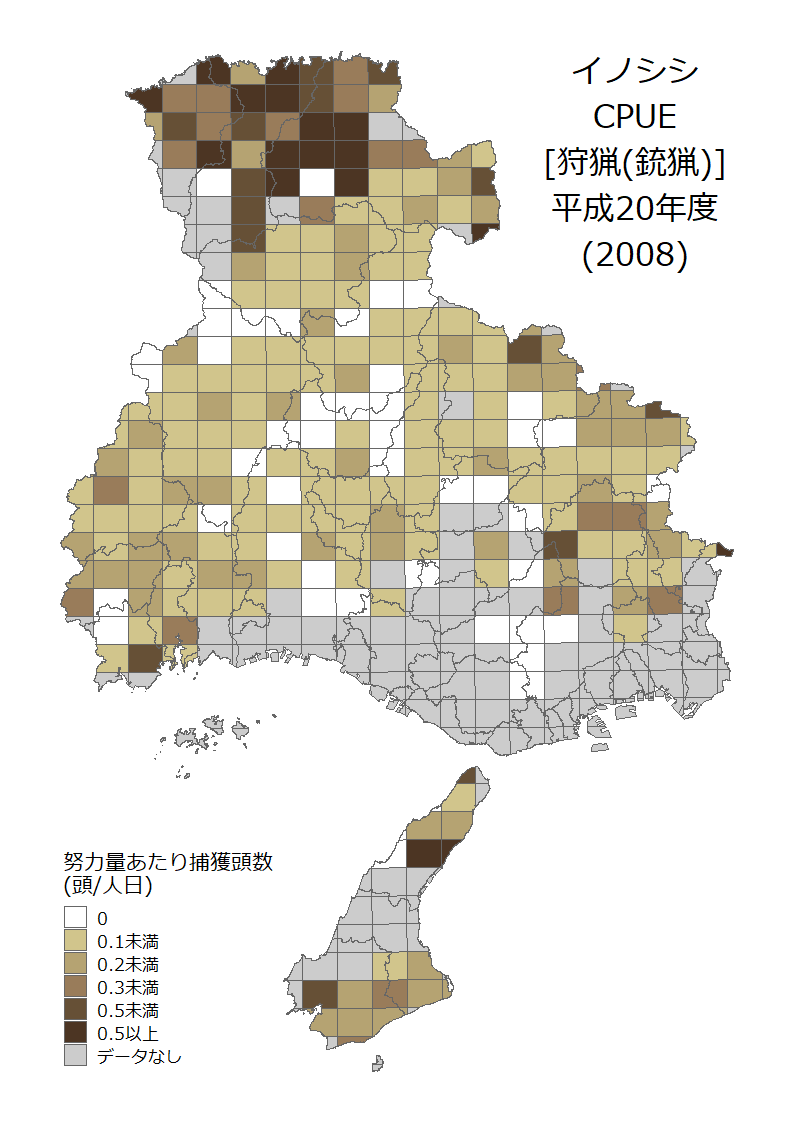 イノシシ
CPUE
[狩猟(銃猟)]
平成20年度
(2008)
努力量あたり捕獲頭数
(頭/人日)
0
0.1未満
0.2未満
0.3未満
0.5未満
0.5以上
データなし